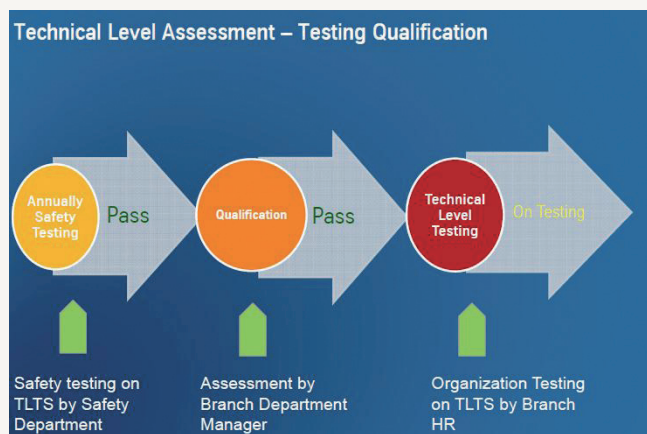 Technical Level Assessment – Testing Qualification
Annually
Safety
Testing
Pass
Qualification
Pass
Technical
Level
Testing
On Testing
Safety testing on
TLTS by Safety
Department
Assessment by
Branch Department
Manager
Organization Testing
on TLTS by Branch
HR